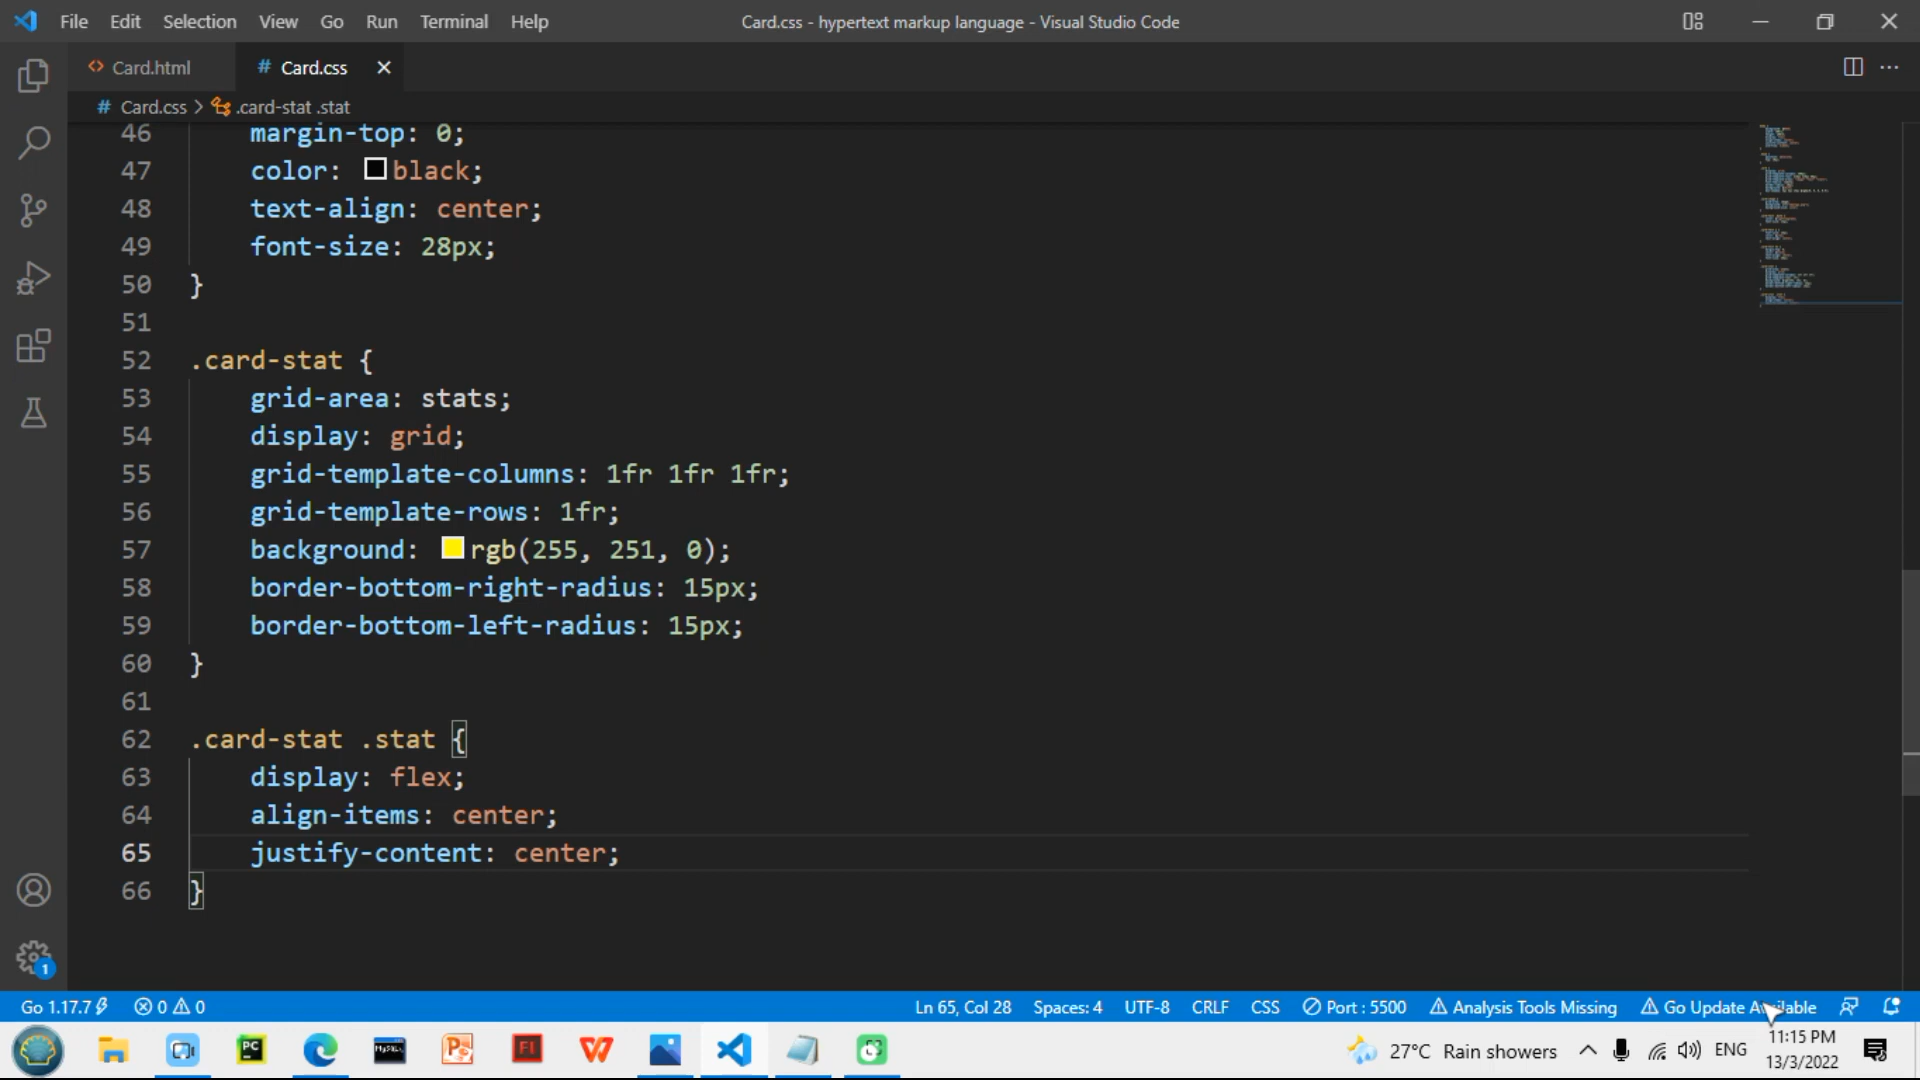 File Edit Selection View Go Run Terminal Help Card.css - hypertext markup language - Visual Studio Code
Card.html # Card.css
# Card.css > .card-stat .stat
46 margin-top: 0;
47 color: black;
48 text-align: center;
49 font-size: 28px;
50 }
51
52 .card-stat {
53 grid-area: stats;
54 display: grid;
55 grid-template-columns: 1fr 1fr 1fr;
56 grid-template-rows: 1fr;
57 background: rgb(255, 251, 0);
58 border-bottom-right-radius: 15px;
59 border-bottom-left-radius: 15px;
60 }
61
62 .card-stat .stat {
63 display: flex;
64 align-items: center;
65 justify-content: center;
66 }
1
Go 1.17.7 0 0 Ln 65, Col 28 Spaces: 4 UTF-8 CRLF CSS Port : 5500 Analysis Tools Missing Go Update Available
PC MySQL P Fl W 27°C Rain showers ENG 11:15 PM
13/3/2022